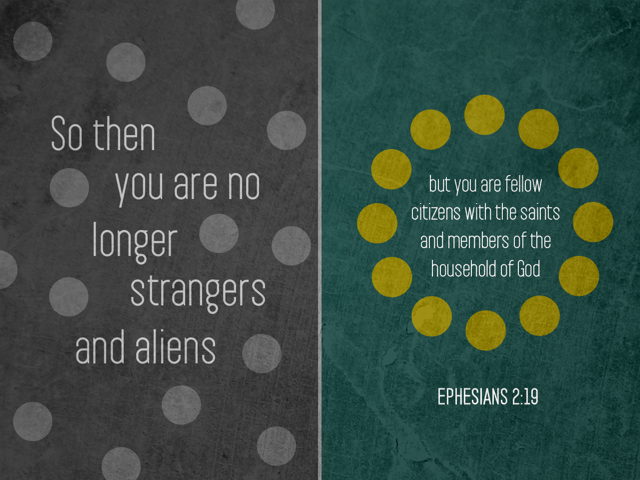 So then
you are no
longer
strangers
and aliens
but you are fellow
citizens with the saints
and members of the
household of God
EPHESIANS 2:19